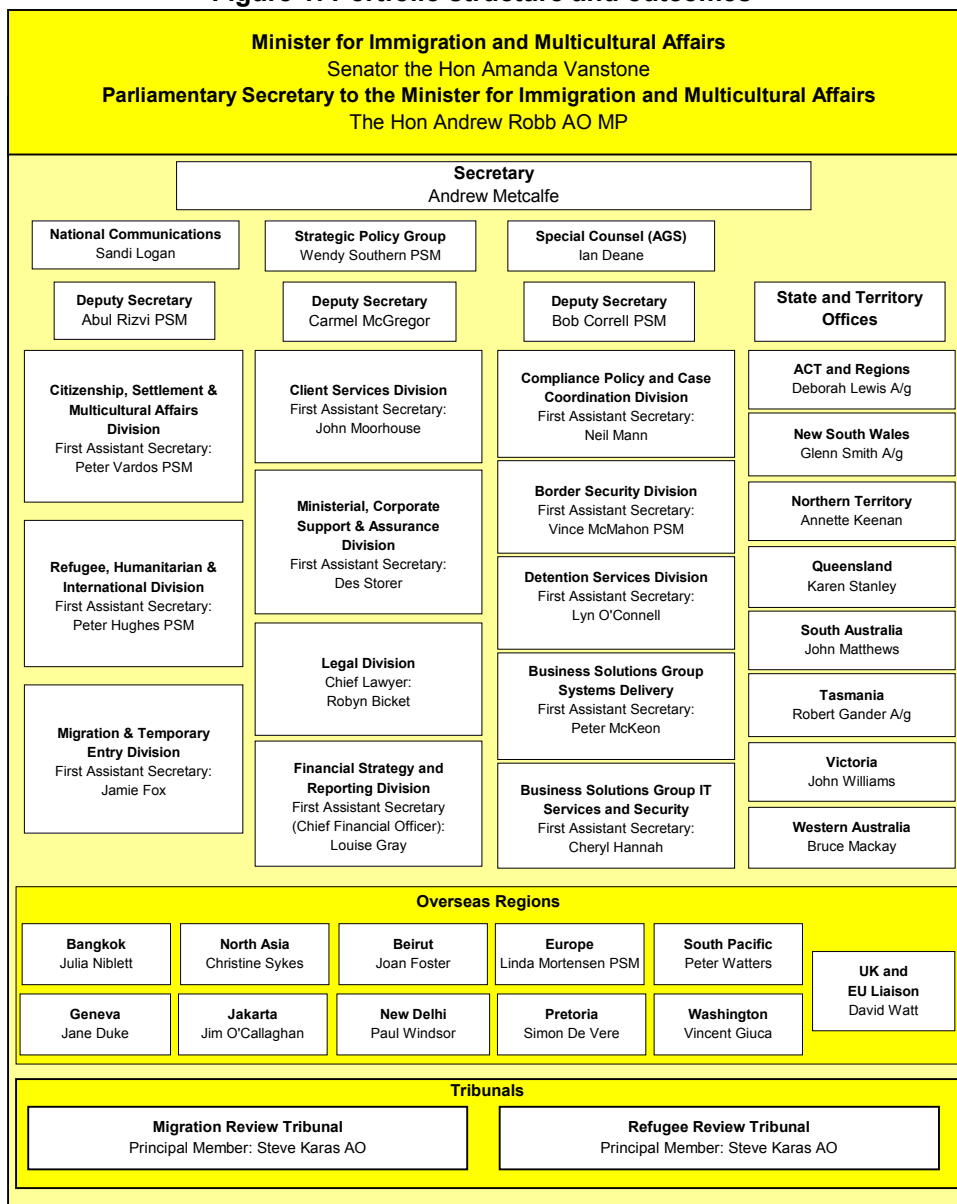 Minister for Immigration and Multicultural Affairs
Senator the Hon Amanda Vanstone
Parliamentary Secretary to the Minister for Immigration and Multicultural Affairs
The Hon Andrew Robb AO MP
Secretary
Andrew Metcalfe
National Communications
Sandi Logan
Strategic Policy Group
Wendy Southern PSM
Special Counsel (AGS)
Ian Deane
Deputy Secretary
Abul Rizvi PSM
Deputy Secretary
Carmel McGregor
Deputy Secretary
Bob Correll PSM
State and Territory
Offices
Citizenship, Settlement &
Multicultural Affairs
Division
First Assistant Secretary:
Peter Vardos PSM
Refugee, Humanitarian &
International Division
First Assistant Secretary:
Peter Hughes PSM
Migration & Temporary
Entry Division
First Assistant Secretary:
Jamie Fox
Client Services Division
First Assistant Secretary:
John Moorhouse
Ministerial, Corporate
Support & Assurance
Division
First Assistant Secretary:
Des Storer
Legal Division
Chief Lawyer:
Robyn Bicket
Financial Strategy and
Reporting Division
First Assistant Secretary
(Chief Financial Officer):
Louise Gray
Compliance Policy and Case
Coordination Division
First Assistant Secretary:
Neil Mann
Border Security Division
First Assistant Secretary:
Vince McMahon PSM
Detention Services Division
First Assistant Secretary:
Lyn O'Connell
Business Solutions Group
Systems Delivery
First Assistant Secretary:
Peter McKeon
Business Solutions Group IT
Services and Security
First Assistant Secretary:
Cheryl Hannah
ACT and Regions
Deborah Lewis A/g
New South Wales
Glenn Smith A/g
Northern Territory
Annette Keenan
Queensland
Karen Stanley
South Australia
John Matthews
Tasmania
Robert Gander A/g
Victoria
John Williams
Western Australia
Bruce Mackay
Overseas Regions
Bangkok
Julia Niblett
North Asia
Christine Sykes
Beirut
Joan Foster
Europe
Linda Mortensen PSM
South Pacific
Peter Watters
UK and
EU Liaison
David Watt
Geneva
Jane Duke
Jakarta
Jim O'Callaghan
New Delhi
Paul Windsor
Pretoria
Simon De Vere
Washington
Vincent Giuca
Tribunals
Migration Review Tribunal
Principal Member: Steve Karas AO
Refugee Review Tribunal
Principal Member: Steve Karas AO